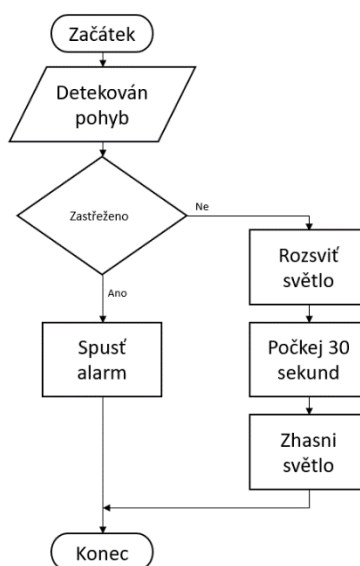 Začátek
Detekován
pohyb
Zastřeženo
Ne
Ano
Rozsviť
světlo
Spusť
alarm
Počkej 30
sekund
Zhasni
světlo
Konec